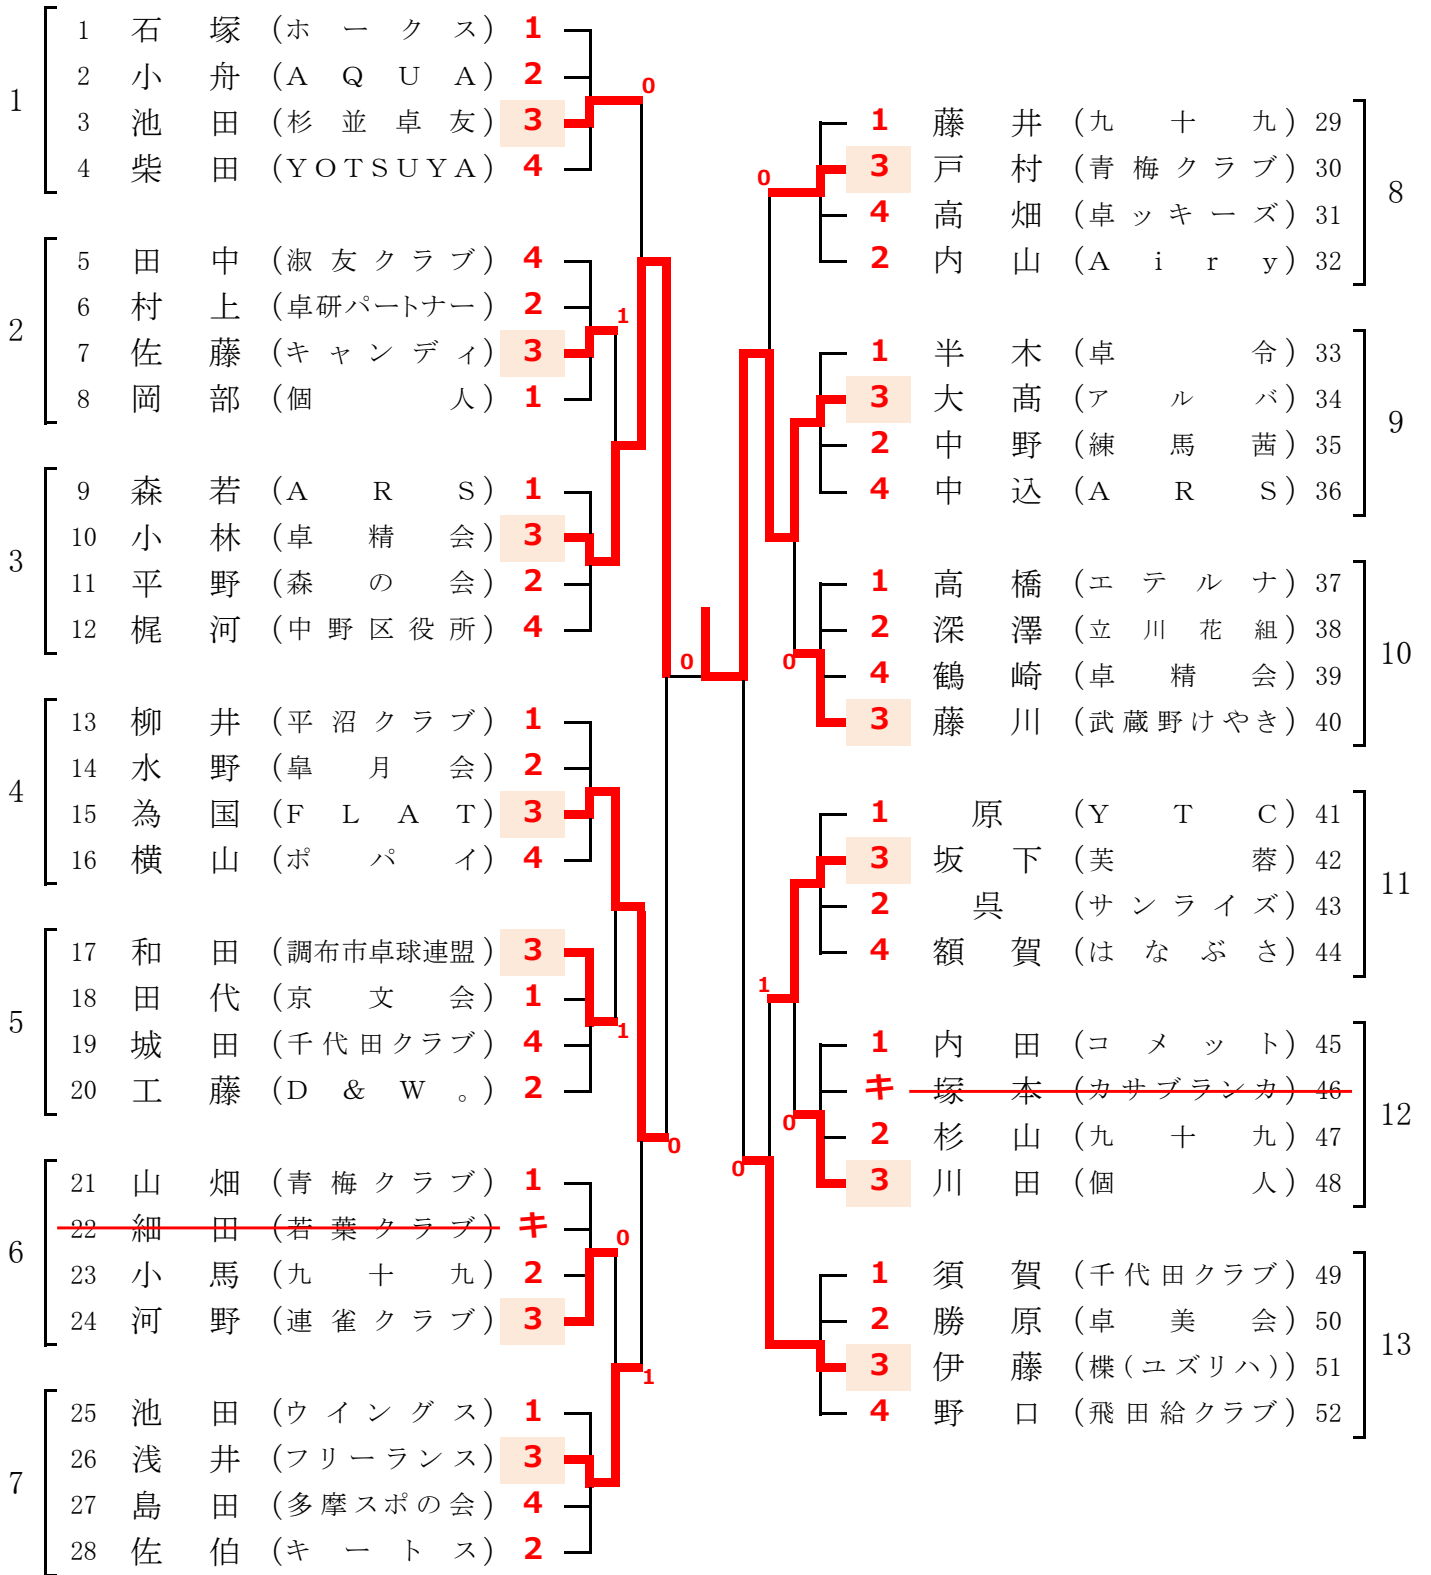 1
1 石塚 (ホークス) 1
2 小舟 (AQUA) 2
3 池田 (杉並卓友) 3
4 柴田 (YOTSUYA) 4
0
2
5 田中 (淑友クラブ) 4
6 村上 (卓研パートナー) 2
7 佐藤 (キャンディ) 3
8 岡部 (個人) 1
1
3
9 森若 (ARS) 1
10 小林 (卓精会) 3
11 平野 (森の会) 2
12 梶河 (中野区役所) 4
0
4
13 柳井 (平沼クラブ) 1
14 水野 (皐月会) 2
15 為国 (FLAT) 3
16 横山 (ポパイ) 4
5
17 和田 (調布市卓球連盟) 3
18 田代 (京文会) 1
19 城田 (千代田クラブ) 4
20 工藤 (D&W。) 2
1
0
6
21 山畑 (青梅クラブ) 1
22 細田 (若葉クラブ) キ
23 小馬 (九十九) 2
24 河野 (連雀クラブ) 3
0
1
7
25 池田 (ウイングス) 1
26 浅井 (フリーランス) 3
27 島田 (多摩スポの会) 4
28 佐伯 (キートス) 2
1 藤井 (九十九) 29
3 戸村 (青梅クラブ) 30
4 高畑 (卓ッキーズ) 31
2 内山 (Airy) 32
8
0
1 半木 (卓令) 33
3 大髙 (アルバ) 34
2 中野 (練馬茜) 35
4 中込 (ARS) 36
9
1 高橋 (エテルナ) 37
2 深澤 (立川花組) 38
4 鶴崎 (卓精会) 39
3 藤川 (武蔵野けやき) 40
10
0
1 原 (YTC) 41
3 坂下 (芙蓉) 42
2 呉 (サンライズ) 43
4 額賀 (はなぶさ) 44
11
1
1 内田 (コメット) 45
キ 塚本 (カサブランカ) 46
2 杉山 (九十九) 47
3 川田 (個人) 48
12
0
0
1 須賀 (千代田クラブ) 49
2 勝原 (卓美会) 50
3 伊藤 (楪(ユズリハ)) 51
4 野口 (飛田給クラブ) 52
13